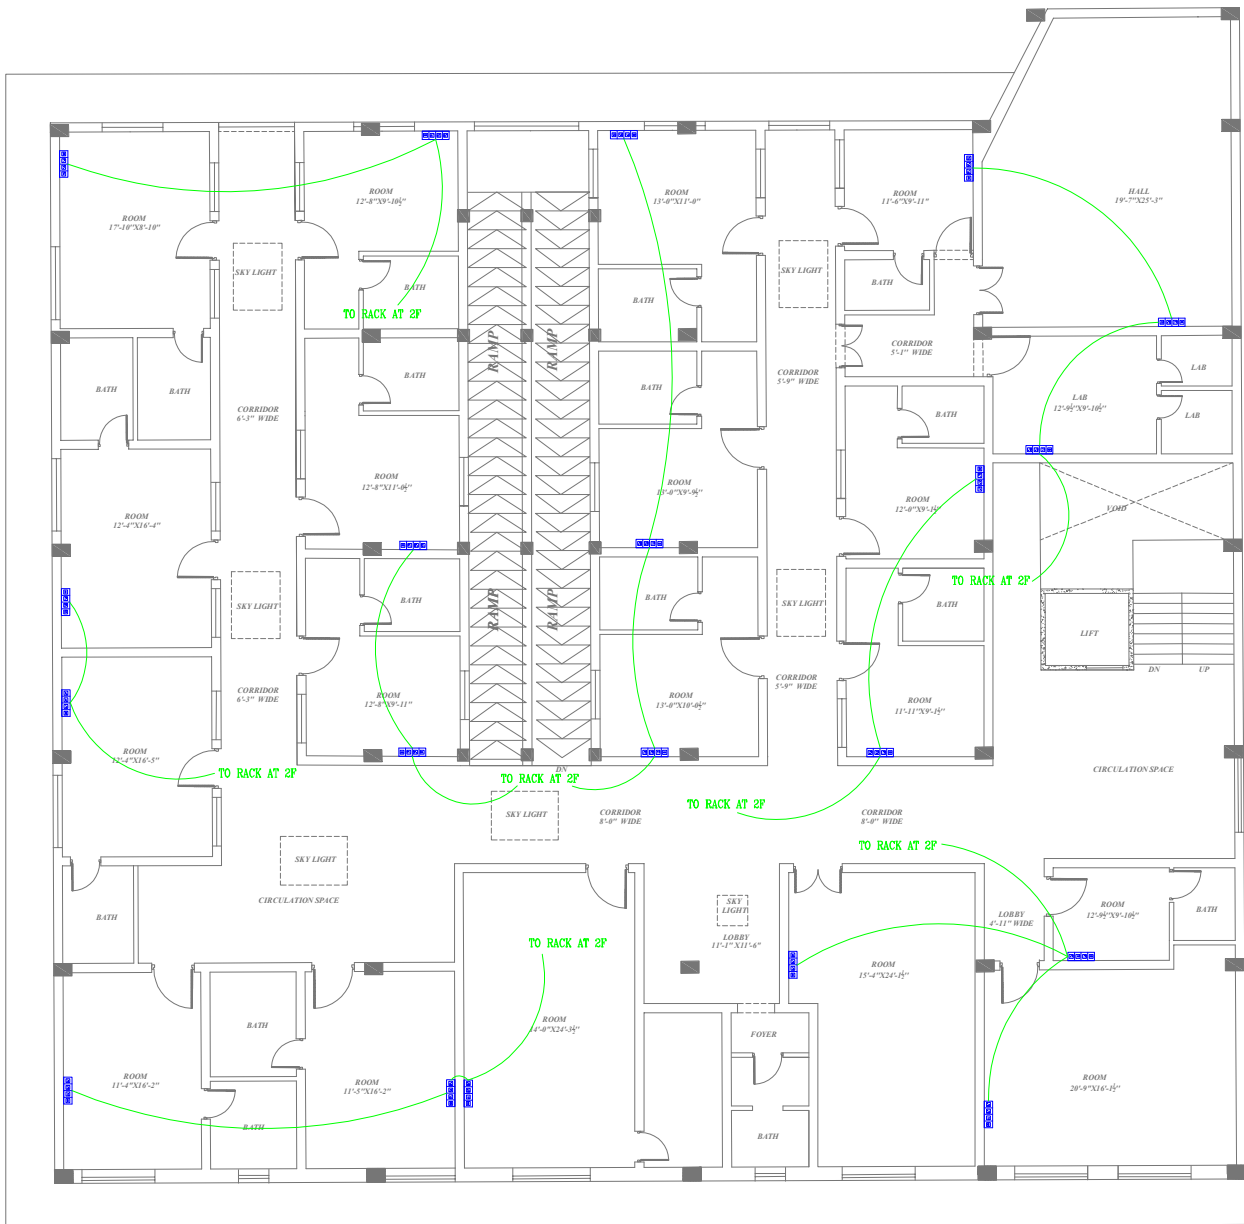 HALL
19'-7"X25'-3"
ROOM
12'-8"X9'-10½"
ROOM
13'-0"X11'-0"
ROOM
11'-6"X9'-11"
ROOM
17'-10"X8'-10"
SKY LIGHT
SKY LIGHT
BATH
BATH
BATH
TO RACK AT 2F
RAMP
RAMP
CORRIDOR
5'-1" WIDE
LAB
BATH
BATH
BATH
BATH
CORRIDOR
5'-9" WIDE
LAB
12'-9½"X9'-10½"
LAB
CORRIDOR
6'-3" WIDE
BATH
ROOM
12'-8"X11'-0½"
ROOM
13'-0"X9'-9½"
ROOM
12'-0"X9'-1½"
VOID
ROOM
12'-4"X16'-4"
TO RACK AT 2F
SKY LIGHT
BATH
RAMP
RAMP
BATH
SKY LIGHT
BATH
LIFT
DN
UP
CORRIDOR
6'-3" WIDE
ROOM
12'-8"X9'-11"
ROOM
13'-0"X10'-0½"
CORRIDOR
5'-9" WIDE
ROOM
11'-11"X9'-1½"
ROOM
12'-4"X16'-5"
TO RACK AT 2F
DN
TO RACK AT 2F
CIRCULATION SPACE
TO RACK AT 2F
SKY LIGHT
CORRIDOR
8'-0" WIDE
CORRIDOR
8'-0" WIDE
TO RACK AT 2F
SKY LIGHT
CIRCULATION SPACE
BATH
SKY
LIGHT
LOBBY
11'-1"X11'-6"
LOBBY
4'-11" WIDE
ROOM
12'-9½"X9'-10½"
BATH
TO RACK AT 2F
ROOM
15'-4"X24'-1½"
BATH
ROOM
14'-0"X24'-3½"
FOYER
ROOM
11'-4"X16'-2"
ROOM
11'-5"X16'-2"
ROOM
20'-9"X16'-1½"
BATH
BATH